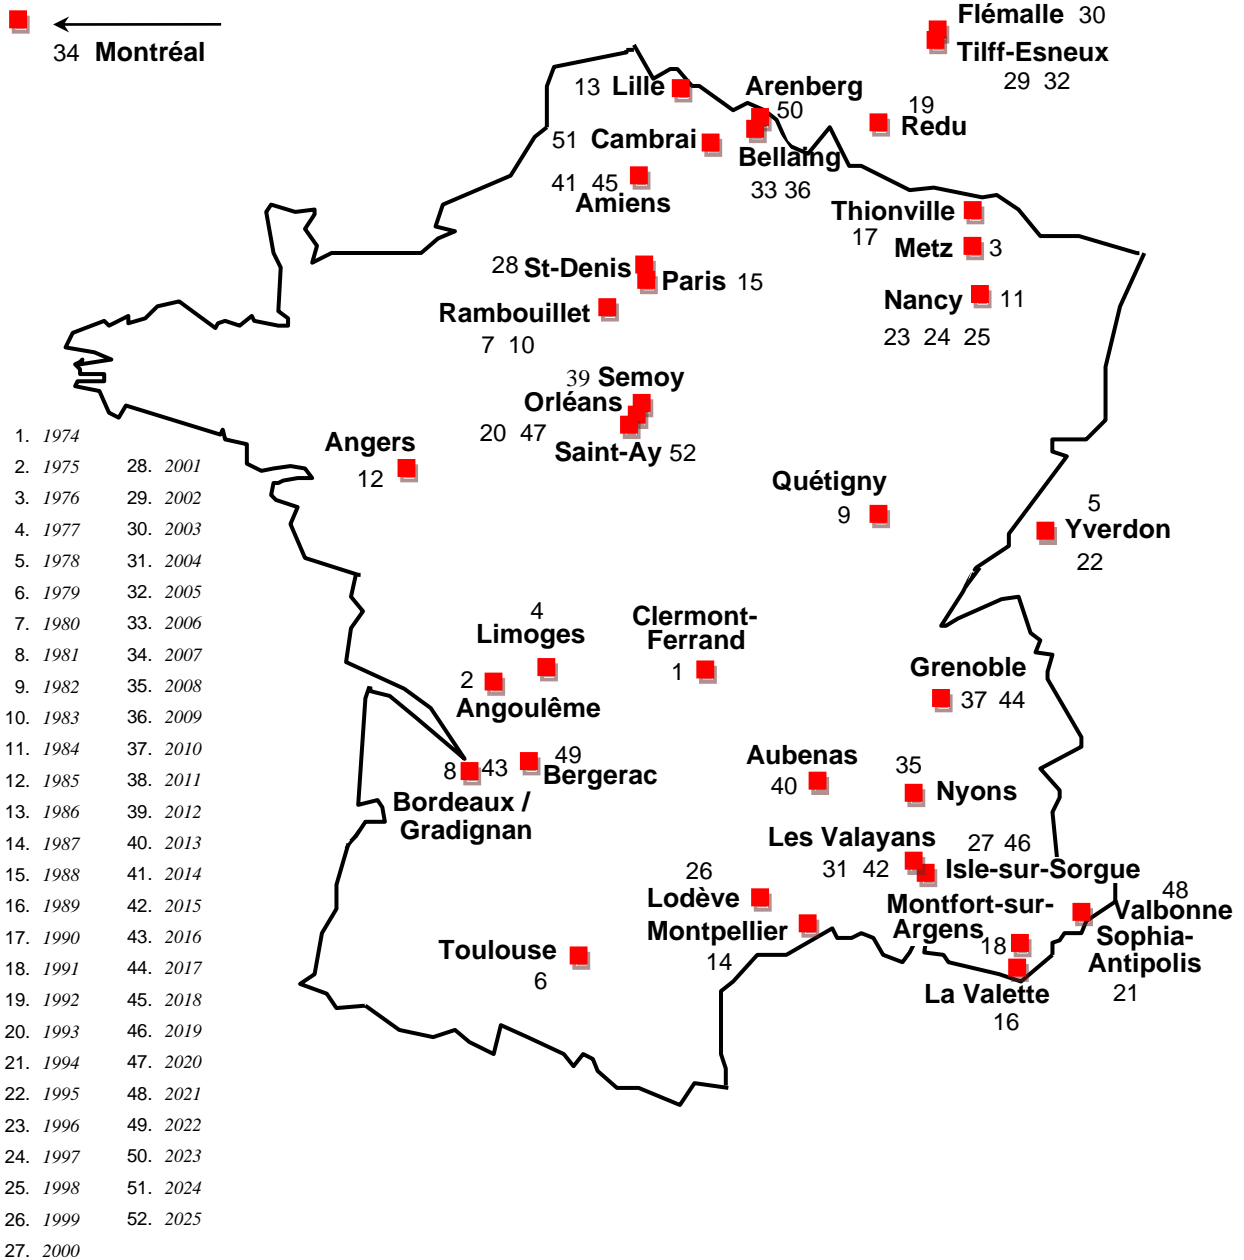 34 Montréal
Flémalle 30
Tilff-Esneux
29 32
13 Lille
Arenberg
50
19
Redu
51 Cambrai
Bellaing
33 36
41 45
Amiens
Thionville
17
Metz 3
28 St-Denis
Paris 15
Nancy 11
23 24 25
Rambouillet
7 10
39 Semoy
Orléans
20 47
Saint-Ay 52
Angers
12
Quétigny
9
5
Yverdon
22
4
Limoges
2
Angoulême
Clermont-
Ferrand
1
Grenoble
37 44
8 43
Bordeaux /
Gradignan
49
Bergerac
Aubenas
40
35
Nyons
Les Valayans
31 42
27 46
Isle-sur-Sorgue
26
Lodève
Montpellier
14
Montfort-sur-
Argens
18
48
Valbonne
Sophia-
Antipolis
21
La Valette
16
Toulouse
6
1. 1974
2. 1975
3. 1976
4. 1977
5. 1978
6. 1979
7. 1980
8. 1981
9. 1982
10. 1983
11. 1984
12. 1985
13. 1986
14. 1987
15. 1988
16. 1989
17. 1990
18. 1991
19. 1992
20. 1993
21. 1994
22. 1995
23. 1996
24. 1997
25. 1998
26. 1999
27. 2000
28. 2001
29. 2002
30. 2003
31. 2004
32. 2005
33. 2006
34. 2007
35. 2008
36. 2009
37. 2010
38. 2011
39. 2012
40. 2013
41. 2014
42. 2015
43. 2016
44. 2017
45. 2018
46. 2019
47. 2020
48. 2021
49. 2022
50. 2023
51. 2024
52. 2025